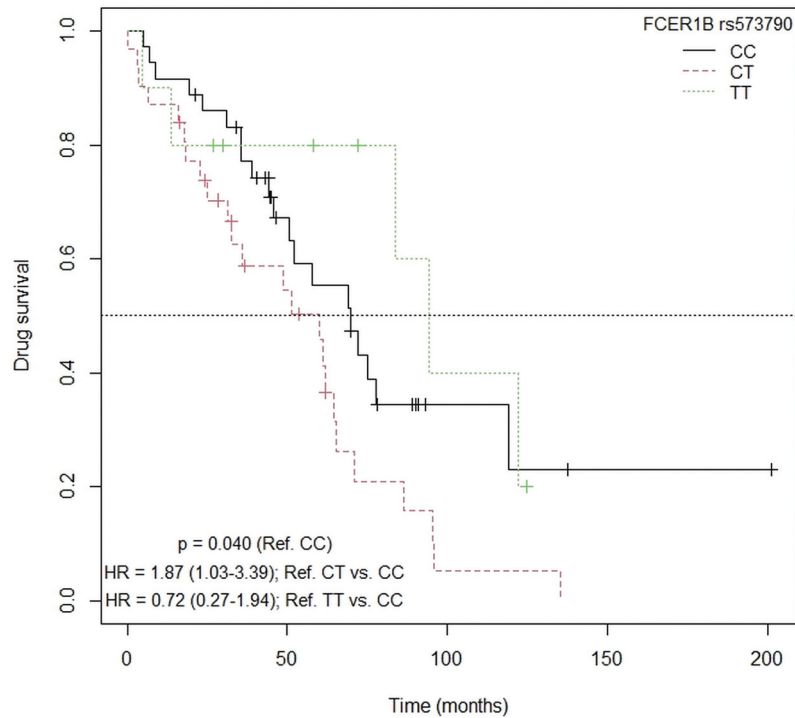 FCER1B rs573790
CC
CT
TT
1.0
0.8
0.6
0.4
0.2
0.0
Drug survival
p = 0.040 (Ref. CC)
HR = 1.87 (1.03-3.39); Ref. CT vs. CC
HR = 0.72 (0.27-1.94); Ref. TT vs. CC
0
50
100
150
200
Time (months)